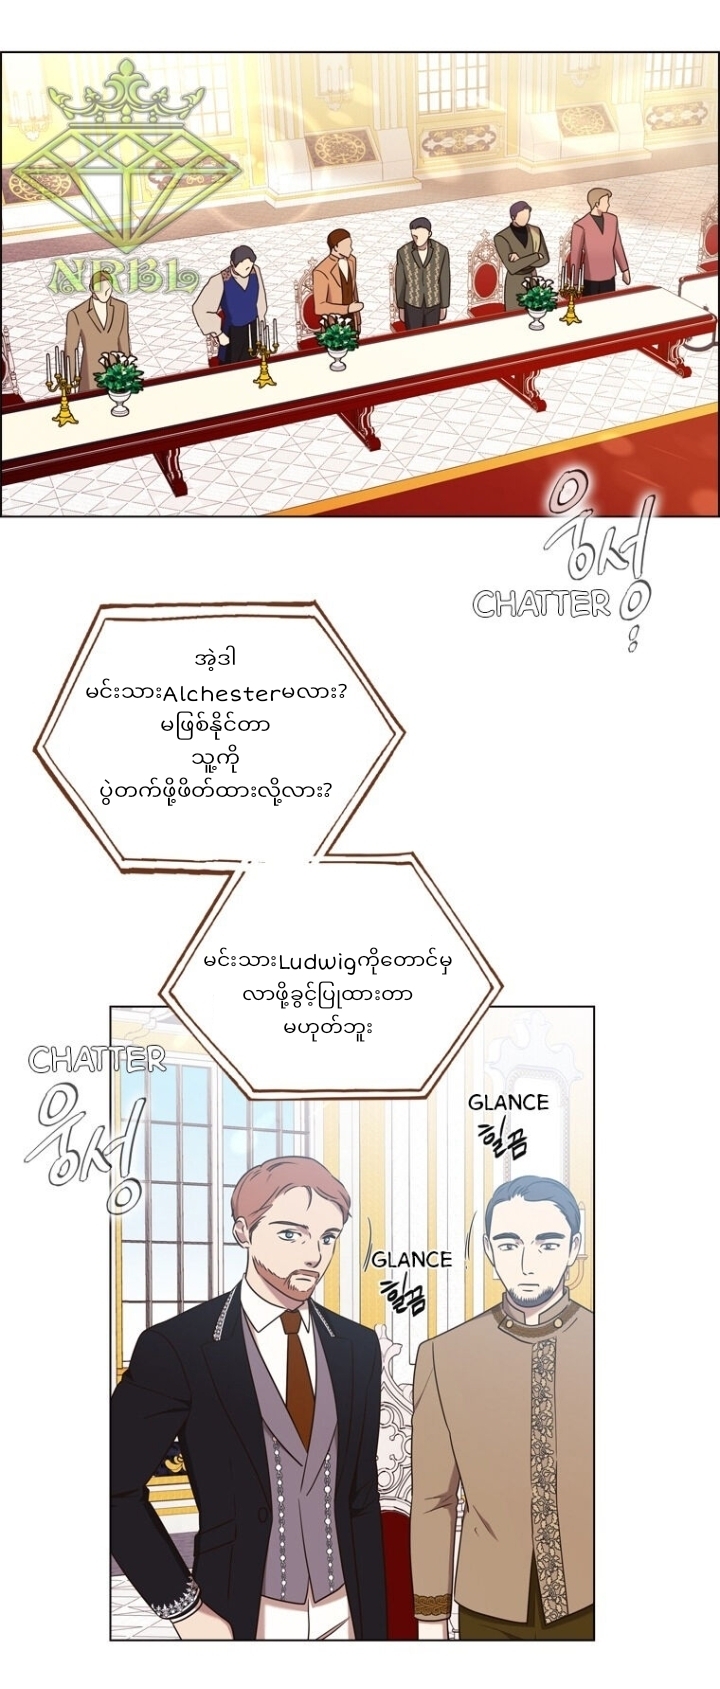 NRBL
웅성
CHATTER
웅
အဲ့ဒါ
မင်းသားAlchesterမလား?
မဖြစ်နိုင်တာ
သူ့ကို
ပွဲတက်ဖို့ဖိတ်ထားလို့လား?
မင်းသားLudwigကိုတောင်မှ
လာဖို့ခွင့်ပြုထားတာ
မဟုတ်ဘူး
CHATTER
웅성
GLANCE
힐끔
GLANCE
힐끔